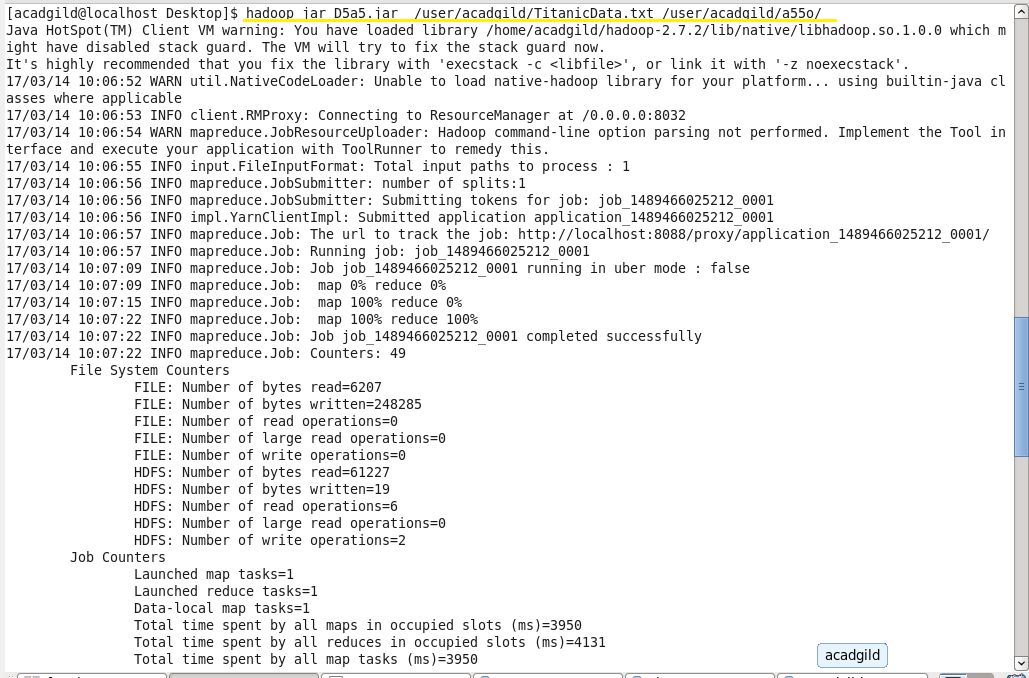 [acadgild@localhost Desktop]$ hadoop jar D5a5.jar  /user/acadgild/TitanicData.txt /user/acadgild/a55o/
Java HotSpot(TM) Client VM warning: You have loaded library /home/acadgild/hadoop-2.7.2/lib/native/libhadoop.so.1.0.0 which m
ight have disabled stack guard. The VM will try to fix the stack guard now.
It's highly recommended that you fix the library with 'execstack -c <libfile>', or link it with '-z noexecstack'.
17/03/14 10:06:52 WARN util.NativeCodeLoader: Unable to load native-hadoop library for your platform... using builtin-java cl
asses where applicable
17/03/14 10:06:53 INFO client.RMProxy: Connecting to ResourceManager at /0.0.0.0:8032
17/03/14 10:06:54 WARN mapreduce.JobResourceUploader: Hadoop command-line option parsing not performed. Implement the Tool in
terface and execute your application with ToolRunner to remedy this.
17/03/14 10:06:55 INFO input.FileInputFormat: Total input paths to process : 1
17/03/14 10:06:56 INFO mapreduce.JobSubmitter: number of splits:1
17/03/14 10:06:56 INFO mapreduce.JobSubmitter: Submitting tokens for job: job_1489466025212_0001
17/03/14 10:06:56 INFO impl.YarnClientImpl: Submitted application application_1489466025212_0001
17/03/14 10:06:57 INFO mapreduce.Job: The url to track the job: http://localhost:8088/proxy/application_1489466025212_0001/
17/03/14 10:06:57 INFO mapreduce.Job: Running job: job_1489466025212_0001
17/03/14 10:07:09 INFO mapreduce.Job: Job job_1489466025212_0001 running in uber mode : false
17/03/14 10:07:09 INFO mapreduce.Job:  map 0% reduce 0%
17/03/14 10:07:15 INFO mapreduce.Job:  map 100% reduce 0%
17/03/14 10:07:22 INFO mapreduce.Job:  map 100% reduce 100%
17/03/14 10:07:22 INFO mapreduce.Job: Job job_1489466025212_0001 completed successfully
17/03/14 10:07:22 INFO mapreduce.Job: Counters: 49
File System Counters
FILE: Number of bytes read=6207
FILE: Number of bytes written=248285
FILE: Number of read operations=0
FILE: Number of large read operations=0
FILE: Number of write operations=0
HDFS: Number of bytes read=61227
HDFS: Number of bytes written=19
HDFS: Number of read operations=6
HDFS: Number of large read operations=0
HDFS: Number of write operations=2
Job Counters
Launched map tasks=1
Launched reduce tasks=1
Data-local map tasks=1
Total time spent by all maps in occupied slots (ms)=3950
Total time spent by all reduces in occupied slots (ms)=4131
Total time spent by all map tasks (ms)=3950
acadgild